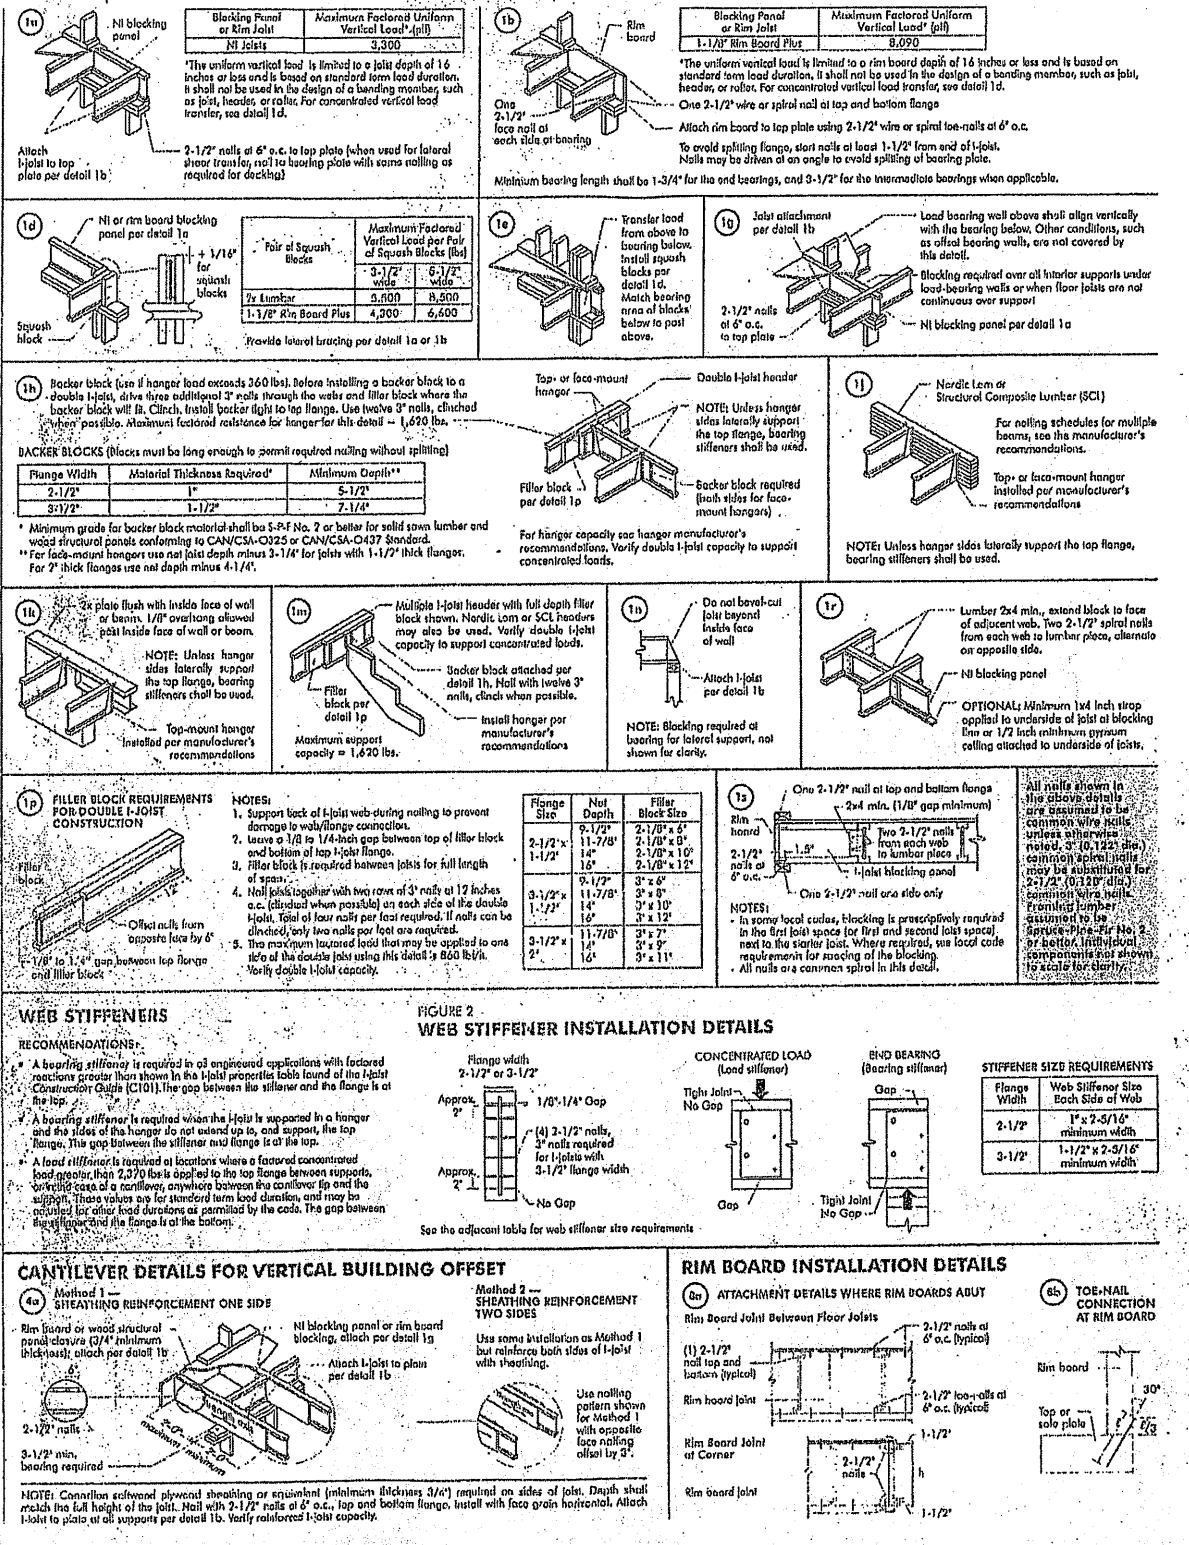 1a
NI blocking
panel
Blocking Panel
or Rim Joist
Maximum Factored Uniform
Vertical Load* (plf)
NI Joists
3,300
*The uniform vertical load is limited to a joist depth of 16
inches or less and is based on standard term load duration.
It shall not be used in the design of a bending member, such
as joist, header, or rafter. For concentrated vertical load
transfer, see detail 1d.
Attach
I-joist to top
plate per detail 1b
2-1/2" nails at 6" o.c. to top plate (when used for lateral
shear transfer, nail to bearing plate with same nailing as
required for decking)
1b
Rim
board
Blocking Panel
or Rim Joist
Maximum Factored Uniform
Vertical Load* (plf)
1-1/8" Rim Board Plus
8,090
*The uniform vertical load is limited to a rim board depth of 16 inches or less and is based on
standard term load duration. It shall not be used in the design of a bending member, such as joist,
header, or rafter. For concentrated vertical load transfer, see detail 1d.
One
2-1/2"
face nail at
each side at bearing
One 2-1/2" wire or spiral nail at top and bottom flange
Attach rim board to top plate using 2-1/2" wire or spiral toe-nails at 6" o.c.
To avoid splitting flange, start nails at least 1-1/2" from end of I-joist.
Nails may be driven at an angle to avoid splitting of bearing plate.
Minimum bearing length shall be 1-3/4" for the end bearings, and 3-1/2" for the intermediate bearings when applicable.
1d
NI or rim board blocking
panel per detail 1a
+ 1/16"
for
squash
blocks
Squash
block
Pair of Squash
Blocks
Maximum Factored
Vertical Load per Pair
of Squash Blocks (lbs)
3-1/2"
wide
5-1/2"
wide
2x Lumber
5,500
8,500
1-1/8" Rim Board Plus
4,300
6,600
Provide lateral bracing per detail 1a or 1b
1e
Transfer load
from above to
bearing below.
Install squash
blocks per
detail 1d.
Match bearing
area of blocks
below to post
above.
1g
Joist attachment
per detail 1b
2-1/2" nails
at 6" o.c.
to top plate
Load bearing wall above shall align vertically
with the bearing below. Other conditions, such
as offset bearing walls, are not covered by
this detail.
Blocking required over all interior supports under
load-bearing walls or when floor joists are not
continuous over support
NI blocking panel per detail 1a
1h
Backer block (use if hanger load exceeds 360 lbs). Before installing a backer block to a
double I-joist, drive three additional 3" nails through the webs and filler block where the
backer block will fit. Clinch. Install backer tight to top flange. Use twelve 3" nails, clinched
when possible. Maximum factored resistance for hanger for this detail = 1,620 lbs.
BACKER BLOCKS (Blocks must be long enough to permit required nailing without splitting)
Flange Width
Material Thickness Required*
Minimum Depth**
2-1/2"
1"
5-1/2"
3-1/2"
1-1/2"
7-1/4"
* Minimum grade for backer block material shall be S-P-F No. 2 or better for solid sawn lumber and
wood structural panels conforming to CAN/CSA-O325 or CAN/CSA-O437 Standard.
** For face-mount hangers use net joist depth minus 3-1/4" for joists with 1-1/2" thick flanges.
For 2" thick flanges use net depth minus 4-1/4".
Top- or face-mount
hanger
Double I-joist header
NOTE: Unless hanger
sides laterally support
the top flange, bearing
stiffeners shall be used.
Filler block
per detail 1p
Backer block required
(both sides for face-
mount hangers)
For hanger capacity see hanger manufacturer's
recommendations. Verify double I-joist capacity to support
concentrated loads.
1j
Nordic Lam or
Structural Composite Lumber (SCL)
For nailing schedules for multiple
beams, see the manufacturer's
recommendations.
Top- or face-mount hanger
installed per manufacturer's
recommendations
NOTE: Unless hanger sides laterally support the top flange,
bearing stiffeners shall be used.
1k
2x plate flush with inside face of wall
or beam. 1/8" overhang allowed
past inside face of wall or beam.
NOTE: Unless hanger
sides laterally support
the top flange, bearing
stiffeners shall be used.
Top-mount hanger
installed per manufacturer's
recommendations
1m
Multiple I-joist header with full depth filler
block shown. Nordic Lam or SCL headers
may also be used. Verify double I-joist
capacity to support concentrated loads.
Backer block attached per
detail 1h. Nail with twelve 3"
nails, clinch when possible.
Filler
block per
detail 1p
Install hanger per
manufacturer's
recommendations
Maximum support
capacity = 1,620 lbs.
1n
Do not bevel-cut
joist beyond
inside face
of wall
Attach I-joist
per detail 1b
NOTE: Blocking required at
bearing for lateral support, not
shown for clarity.
1r
Lumber 2x4 min., extend block to face
of adjacent web. Two 2-1/2" spiral nails
from each web to lumber piece, alternate
on opposite side.
NI blocking panel
OPTIONAL: Minimum 1x4 inch strap
applied to underside of joist at blocking
line or 1/2 inch minimum gypsum
ceiling attached to underside of joists.
1p
FILLER BLOCK REQUIREMENTS
FOR DOUBLE I-JOIST
CONSTRUCTION
Filler
block
12"
Offset nails from
opposite face by 6"
1/8" to 1/4" gap between top flange
and filler block
NOTES:
1. Support back of I-joist web during nailing to prevent
damage to web/flange connection.
2. Leave a 1/8 to 1/4-inch gap between top of filler block
and bottom of top I-joist flange.
3. Filler block is required between joists for full length
of span.
4. Nail joists together with two rows of 3" nails at 12 inches
o.c. (clinched when possible) on each side of the double
I-joist. Total of four nails per foot required. If nails can be
clinched, only two nails per foot are required.
5. The maximum factored load that may be applied to one
side of the double joist using this detail is 860 lbf/ft.
Verify double I-joist capacity.
Flange
Size
Net
Depth
Filler
Block Size
2-1/2" x
1-1/2"
9-1/2"
11-7/8"
14"
16"
2-1/8" x 6"
2-1/8" x 8"
2-1/8" x 10"
2-1/8" x 12"
3-1/2" x
1-1/2"
9-1/2"
11-7/8"
14"
16"
3" x 6"
3" x 8"
3" x 10"
3" x 12"
3-1/2" x
2"
11-7/8"
14"
16"
3" x 7"
3" x 9"
3" x 11"
1s
One 2-1/2" nail at top and bottom flange
2x4 min. (1/8" gap minimum)
Rim
board
Two 2-1/2" nails
from each web
to lumber piece
1.5"
2-1/2"
nails at
6" o.c.
I-joist blocking panel
One 2-1/2" nail one side only
NOTES:
- In some local codes, blocking is prescriptively required
in the first joist space (or first and second joist space)
next to the starter joist. Where required, see local code
requirements for spacing of the blocking.
- All nails are common spiral in this detail.
All nails shown in
the above details
are assumed to be
common wire nails
unless otherwise
noted. 3" (0.122" dia.)
common spiral nails
may be substituted for
2-1/2" (0.128" dia.)
common wire nails.
Framing lumber
assumed to be
Spruce-Pine-Fir No. 2
or better. Individual
components not shown
to scale for clarity.
WEB STIFFENERS
RECOMMENDATIONS:
• A bearing stiffener is required in all engineered applications with factored
reactions greater than shown in the I-joist properties table found of the I-joist
Construction Guide (C101). The gap between the stiffener and the flange is at
the top.
• A bearing stiffener is required when the I-joist is supported in a hanger
and the sides of the hanger do not extend up to, and support, the top
flange. The gap between the stiffener and flange is at the top.
• A load stiffener is required at locations where a factored concentrated
load greater than 2,370 lbs is applied to the top flange between supports,
or in the case of a cantilever, anywhere between the cantilever tip and the
support. These values are for standard term load duration, and may be
adjusted for other load durations as permitted by the code. The gap between
the stiffener and the flange is at the bottom.
FIGURE 2
WEB STIFFENER INSTALLATION DETAILS
Flange width
2-1/2" or 3-1/2"
Approx.
2"
1/8"-1/4" Gap
(4) 2-1/2" nails,
3" nails required
for I-joists with
3-1/2" flange width
Approx.
2"
No Gap
See the adjacent table for web stiffener size requirements
CONCENTRATED LOAD
(Load stiffener)
Tight Joint
No Gap
Gap
END BEARING
(Bearing stiffener)
Gap
Tight Joint
No Gap
STIFFENER SIZE REQUIREMENTS
Flange
Width
Web Stiffener Size
Each Side of Web
2-1/2"
1" x 2-5/16"
minimum width
3-1/2"
1-1/2" x 2-5/16"
minimum width
CANTILEVER DETAILS FOR VERTICAL BUILDING OFFSET
4a
Method 1 —
SHEATHING REINFORCEMENT ONE SIDE
Rim board or wood structural
panel closure (3/4" minimum
thickness); attach per detail 1b
NI blocking panel or rim board
blocking, attach per detail 1g
Attach I-joist to plate
per detail 1b
6"
2-1/2" nails
3-1/2" min.
bearing required
Strength axis
2'-0"
maximum
2'-0"
minimum
Method 2 —
SHEATHING REINFORCEMENT
TWO SIDES
Use same installation as Method 1
but reinforce both sides of I-joist
with sheathing.
Use nailing
pattern shown
for Method 1
with opposite
face nailing
offset by 3".
NOTE: Canadian softwood plywood sheathing or equivalent (minimum thickness 3/4") required on sides of joist. Depth shall
match the full height of the joist. Nail with 2-1/2" nails at 6" o.c., top and bottom flange. Install with face grain horizontal. Attach
I-joist to plate at all supports per detail 1b. Verify reinforced I-joist capacity.
RIM BOARD INSTALLATION DETAILS
8a
ATTACHMENT DETAILS WHERE RIM BOARDS ABUT
Rim Board Joint Between Floor Joists
(1) 2-1/2"
nail top and
bottom (typical)
2-1/2" nails at
6" o.c. (typical)
Rim board joint
2-1/2" toe-nails at
6" o.c. (typical)
Rim Board Joint
at Corner
1-1/2"
2-1/2"
nails
h
Rim board joint
1-1/2"
8b
TOE-NAIL
CONNECTION
AT RIM BOARD
Rim board
30°
Top or
sole plate
ℓ/3